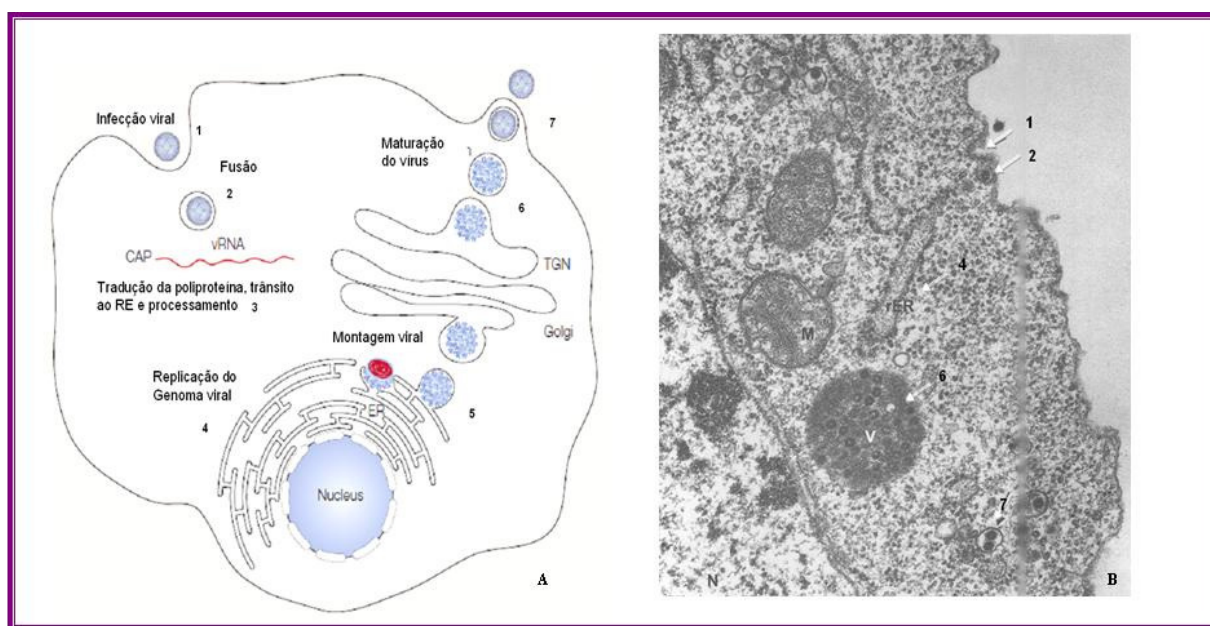 Infecção viral
1
Fusão
2
CAP
vRNA
Tradução da poliproteína, trânsito
ao RE e processamento 3
Replicação do
Genoma viral
4
Montagem viral
ER
5
Nucleus
Golgi
TGN
6
Maturação
do vírus
7
A
1
2
4
rER
M
6
V
7
N
B